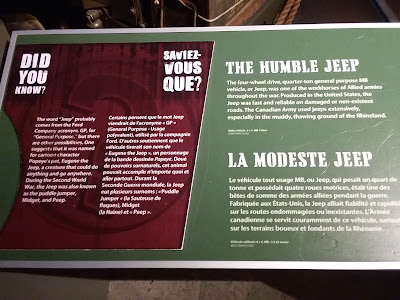 DID
YOU
KNOW?
The word "Jeep" probably
comes from the Ford
Company acronym, GP, for
"General Purpose," but there
are other possibilities. One
suggests that it was named
for cartoon character
Popeye's pet, Eugene the
Jeep, a creature that could do
anything and go anywhere.
During the Second World
War, the Jeep was also known
as the puddle jumper,
Midget, and Peep.
SAVIEZ-
VOUS
QUE?
Certains pensent que le mot Jeep
viendrait de l'acronyme « GP »
(General Purpose - Usage
polyvalent), utilisé par la compagnie
Ford. D'autres soutiennent que le
véhicule tirerait son nom de
« Eugene the Jeep », un personnage
de la bande dessinée Popeye. Doué
de pouvoirs surnaturels, cet animal
pouvait accomplir n'importe quoi et
aller partout. Durant la
Seconde Guerre mondiale, la Jeep
eut plusieurs surnoms : « Puddle
Jumper » (la Sauteuse de
flaques), Midget
(la Naine) et « Peep ».
THE HUMBLE JEEP
The four-wheel drive, quarter-ton general purpose MB
vehicle, or Jeep, was one of the workhorses of Allied armies
throughout the war. Produced in the United States, the
Jeep was fast and reliable on damaged or non-existent
roads. The Canadian Army used jeeps extensively,
especially in the muddy, thawing ground of the Rhineland.
LA MODESTE JEEP
Le véhicule tout usage MB, ou Jeep, qui pesait un quart de
tonne et possédait quatre roues motrices, était une des
bêtes de somme des armées alliées pendant la guerre.
Fabriquée aux États-Unis, la Jeep alliait fiabilité et rapidité
sur les routes endommagées ou inexistantes. L'Armée
canadienne se servit couramment de ce véhicule, surtout
sur les terrains boueux et fondants de la Rhénanie.